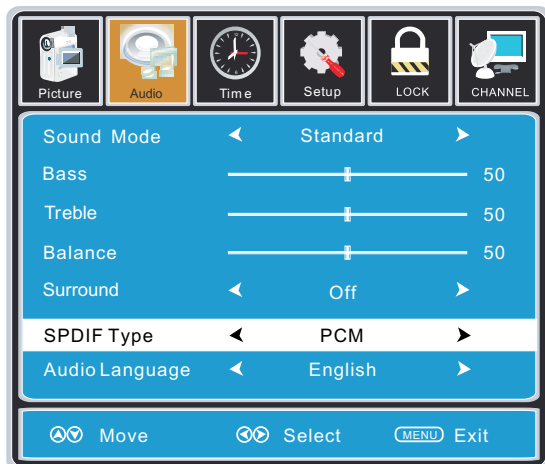 Picture Audio Time Setup LOCK CHANNEL
Sound Mode Standard
Bass 50
Treble 50
Balance 50
Surround Off
SPDIF Type PCM
Audio Language English
Move Select MENU Exit